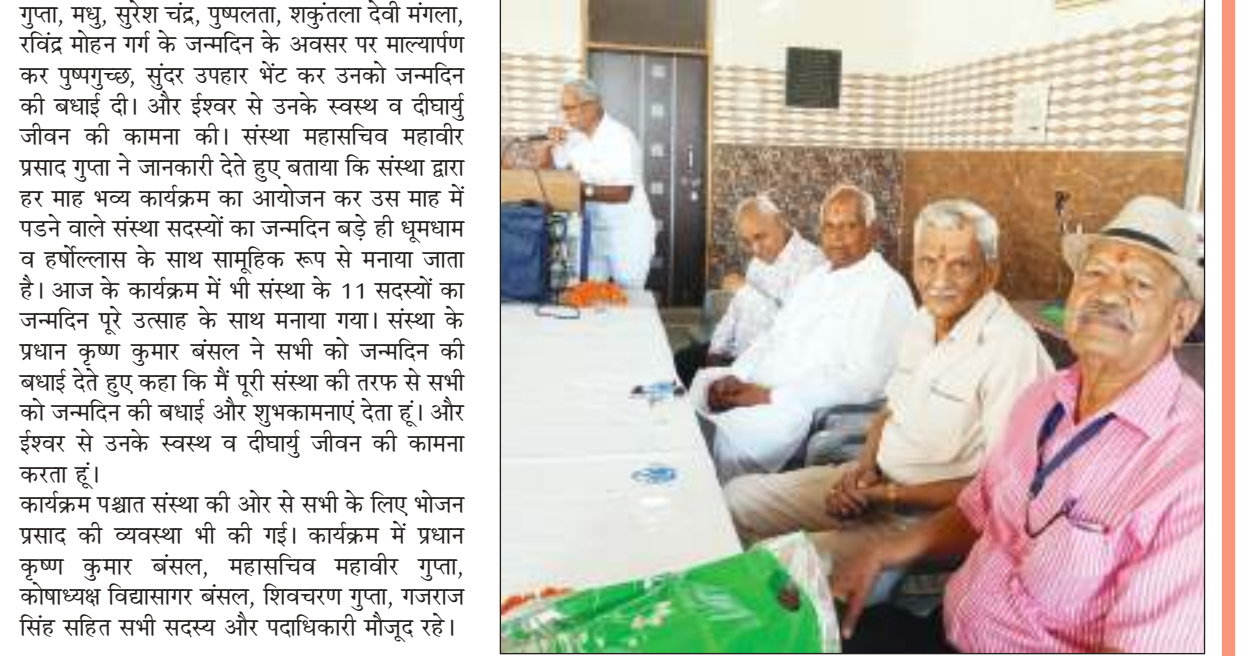 गुप्ता, मधु, सुरेश चंद्र, पुष्पलता, शकुंतला देवी मंगला,
रविंद्र मोहन गर्ग के जन्मदिन के अवसर पर माल्यार्पण
कर पुष्पगुच्छ, सुंदर उपहार भेंट कर उनको जन्मदिन
की बधाई दी। और ईश्वर से उनके स्वस्थ व दीघार्यु
जीवन की कामना की। संस्था महासचिव महावीर
प्रसाद गुप्ता ने जानकारी देते हुए बताया कि संस्था द्वारा
हर माह भव्य कार्यक्रम का आयोजन कर उस माह में
पडने वाले संस्था सदस्यों का जन्मदिन बड़े ही धूमधाम
व हर्षोल्लास के साथ सामूहिक रूप से मनाया जाता
है। आज के कार्यक्रम में भी संस्था के 11 सदस्यों का
जन्मदिन पूरे उत्साह के साथ मनाया गया। संस्था के
प्रधान कृष्ण कुमार बंसल ने सभी को जन्मदिन की
बधाई देते हुए कहा कि मैं पूरी संस्था की तरफ से सभी
को जन्मदिन की बधाई और शुभकामनाएं देता हूं। और
ईश्वर से उनके स्वस्थ व दीघार्यु जीवन की कामना
करता हूं।
कार्यक्रम पश्चात संस्था की ओर से सभी के लिए भोजन
प्रसाद की व्यवस्था भी की गई। कार्यक्रम में प्रधान
कृष्ण कुमार बंसल, महासचिव महावीर गुप्ता,
कोषाध्यक्ष विद्यासागर बंसल, शिवचरण गुप्ता, गजराज
सिंह सहित सभी सदस्य और पदाधिकारी मौजूद रहे।